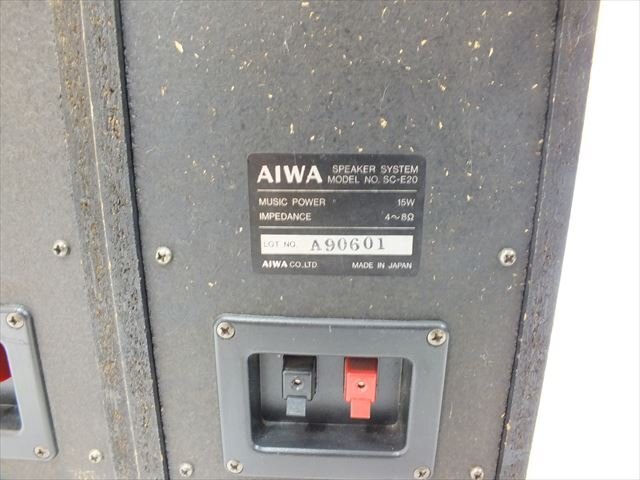 AIWA SPEAKER SYSTEM
MODEL NO. SC-E20
MUSIC POWER 15W
IMPEDANCE 4~8Ω
LOT NO. A90601
AIWA CO., LTD. MADE IN JAPAN